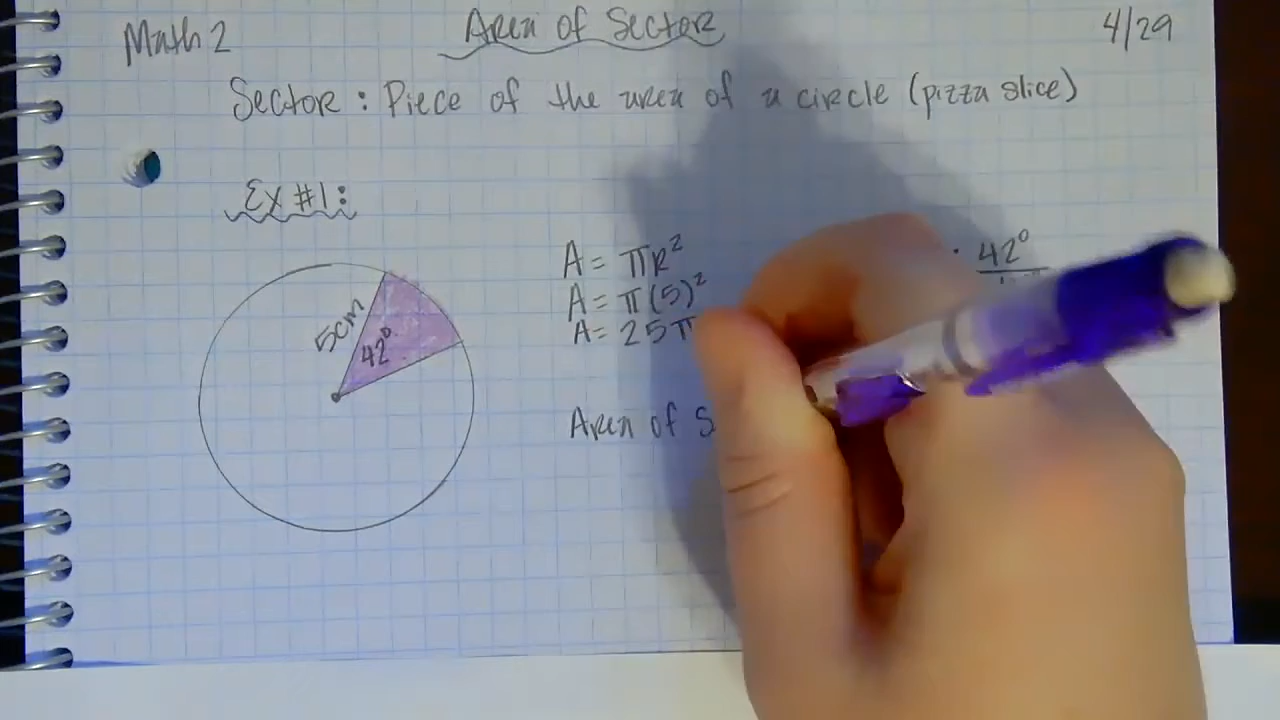 Math 2
Area of Sector
4/29
Sector : Piece of the area of a circle (pizza slice)
Ex #1:
5cm
42°
A = πR²
A = π(5)²
A = 25π
· 42°
Area of S